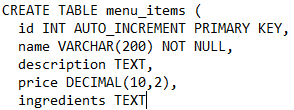 CREATE TABLE menu_items (
  id INT AUTO_INCREMENT PRIMARY KEY,
  name VARCHAR(200) NOT NULL,
  description TEXT,
  price DECIMAL(10,2),
  ingredients TEXT